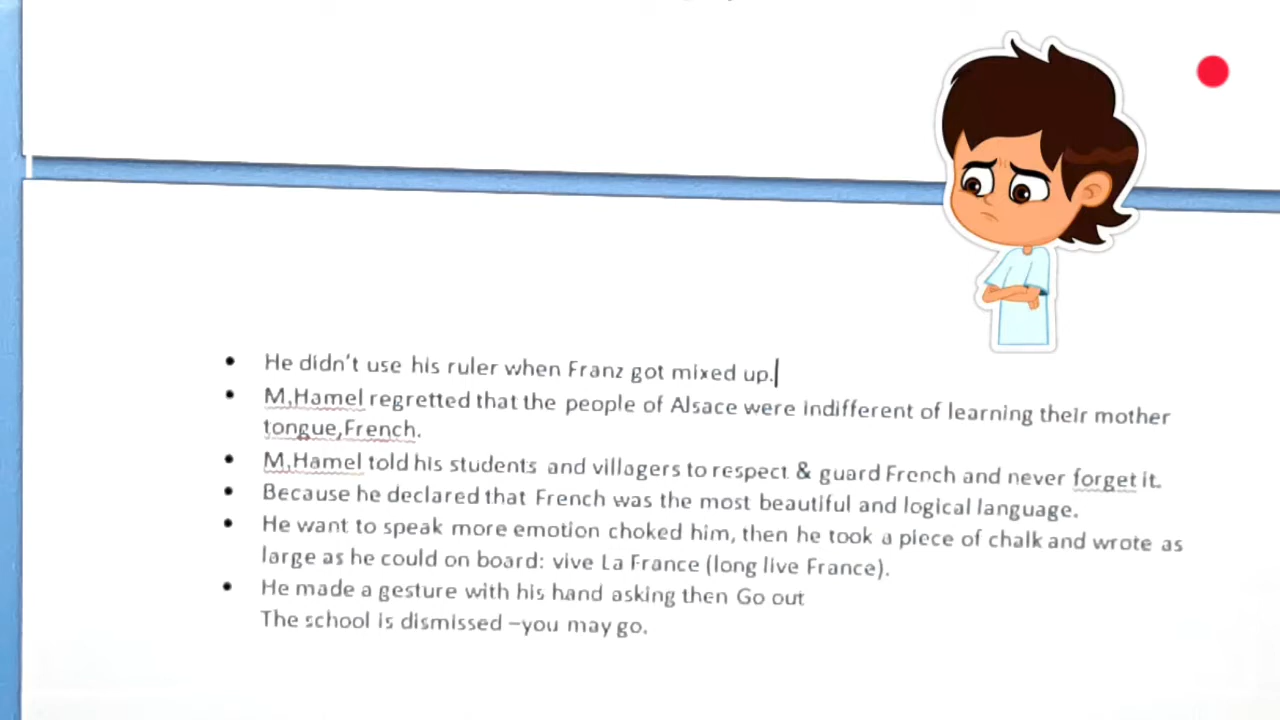 He didn't use his ruler when Franz got mixed up.
M,Hamel regretted that the people of Alsace were indifferent of learning their mother
tongue,French.
M,Hamel told his students and villagers to respect & guard French and never forget it.
Because he declared that French was the most beautiful and logical language.
He want to speak more emotion choked him, then he took a piece of chalk and wrote as
large as he could on board: vive La France (long live France).
He made a gesture with his hand asking then Go out
The school is dismissed –you may go.